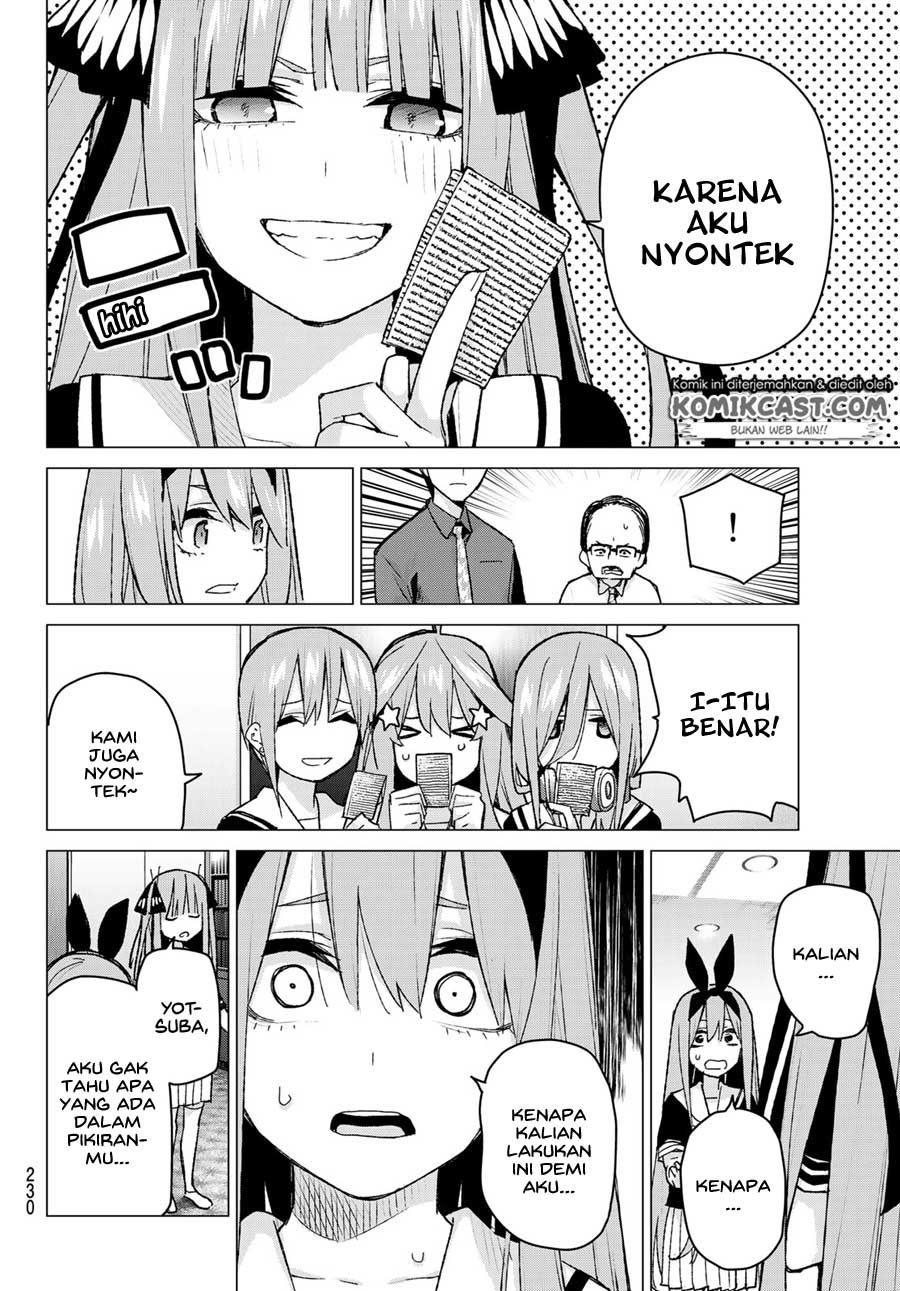 KARENA
AKU
NYONTEK
hihi
Komik ini diterjemahkan & diedit oleh
KOMIKCAST.COM
BUKAN WEB LAIN!!
!
I-ITU
BENAR!
KAMI
JUGA
NYON-
TEK~
KALIAN
...
KENAPA
...
KENAPA
KALIAN
LAKUKAN
INI DEMI
AKU...
YOT-
SUBA,
AKU GAK
TAHU APA
YANG ADA
DALAM
PIKIRAN-
MU...
230